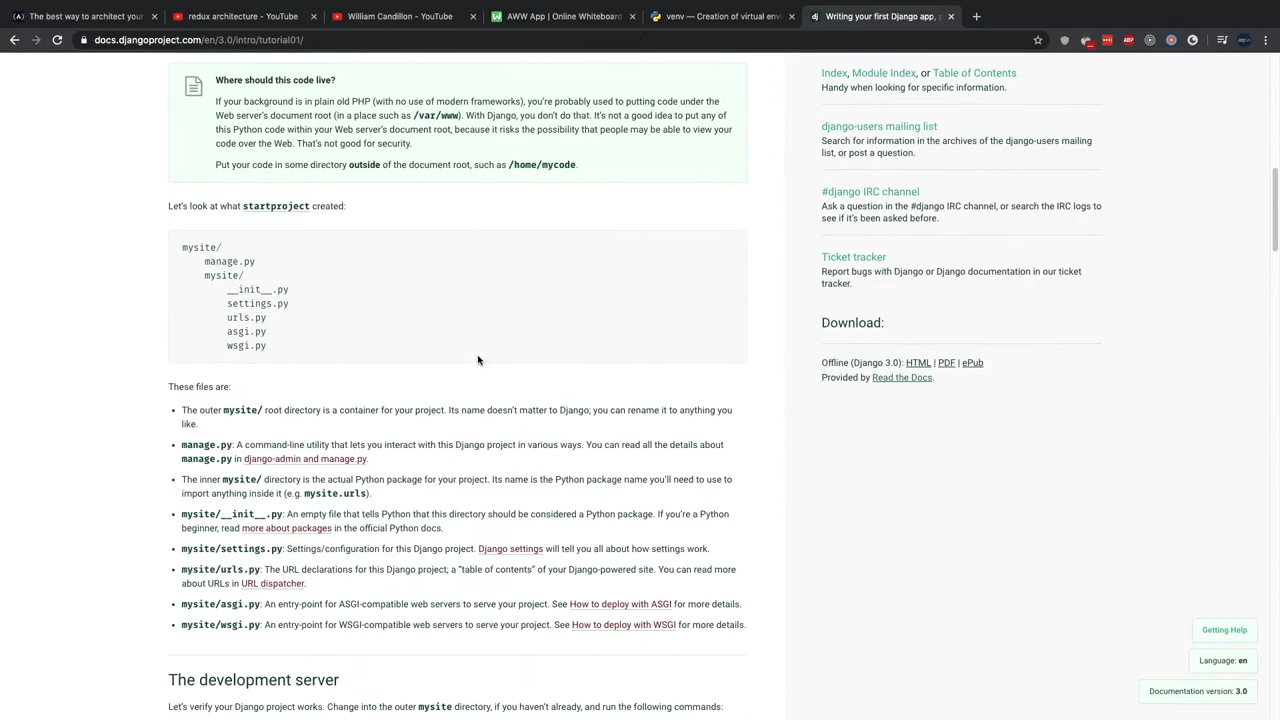 The best way to architect your
redux architecture - YouTube
William Candillon - YouTube
AWW App | Online Whiteboard
venv — Creation of virtual env
Writing your first Django app, p
docs.djangoproject.com/en/3.0/intro/tutorial01/
Where should this code live?
If your background is in plain old PHP (with no use of modern frameworks), you're probably used to putting code under the
Web server's document root (in a place such as /var/www). With Django, you don't do that. It's not a good idea to put any of
this Python code within your Web server's document root, because it risks the possibility that people may be able to view your
code over the Web. That's not good for security.
Put your code in some directory outside of the document root, such as /home/mycode.
Let's look at what startproject created:
mysite/
manage.py
mysite/
__init__.py
settings.py
urls.py
asgi.py
wsgi.py
These files are:
• The outer mysite/ root directory is a container for your project. Its name doesn't matter to Django; you can rename it to anything you
like.
• manage.py: A command-line utility that lets you interact with this Django project in various ways. You can read all the details about
manage.py in django-admin and manage.py.
• The inner mysite/ directory is the actual Python package for your project. Its name is the Python package name you'll need to use to
import anything inside it (e.g. mysite.urls).
• mysite/__init__.py: An empty file that tells Python that this directory should be considered a Python package. If you're a Python
beginner, read more about packages in the official Python docs.
• mysite/settings.py: Settings/configuration for this Django project. Django settings will tell you all about how settings work.
• mysite/urls.py: The URL declarations for this Django project; a "table of contents" of your Django-powered site. You can read more
about URLs in URL dispatcher.
• mysite/asgi.py: An entry-point for ASGI-compatible web servers to serve your project. See How to deploy with ASGI for more details.
• mysite/wsgi.py: An entry-point for WSGI-compatible web servers to serve your project. See How to deploy with WSGI for more details.
The development server
Let's verify your Django project works. Change into the outer mysite directory, if you haven't already, and run the following commands:
Index, Module Index, or Table of Contents
Handy when looking for specific information.
django-users mailing list
Search for information in the archives of the django-users mailing
list, or post a question.
#django IRC channel
Ask a question in the #django IRC channel, or search the IRC logs to
see if it's been asked before.
Ticket tracker
Report bugs with Django or Django documentation in our ticket
tracker.
Download:
Offline (Django 3.0): HTML | PDF | ePub
Provided by Read the Docs.
Getting Help
Language: en
Documentation version: 3.0